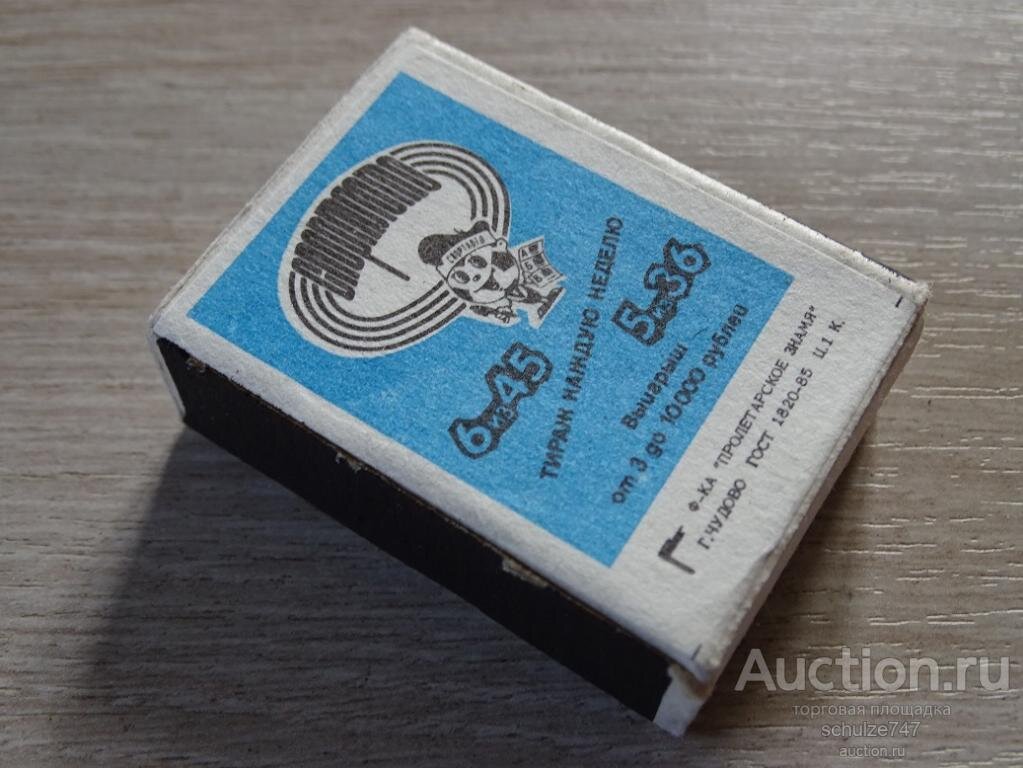 СПОРТЛОТО
СПОРТЛОТО
6 из 45
ТИРАЖ КАЖДУЮ НЕДЕЛЮ
5 из 36
Выигрыш
от 3 до 10000 рублей
Ф-КА "ПРОЛЕТАРСКОЕ ЗНАМЯ"
Г.ЧУДОВО ГОСТ 1820-85 Ц.1 К.
Auction.ru
торговая площадка
schulze747
auction.ru